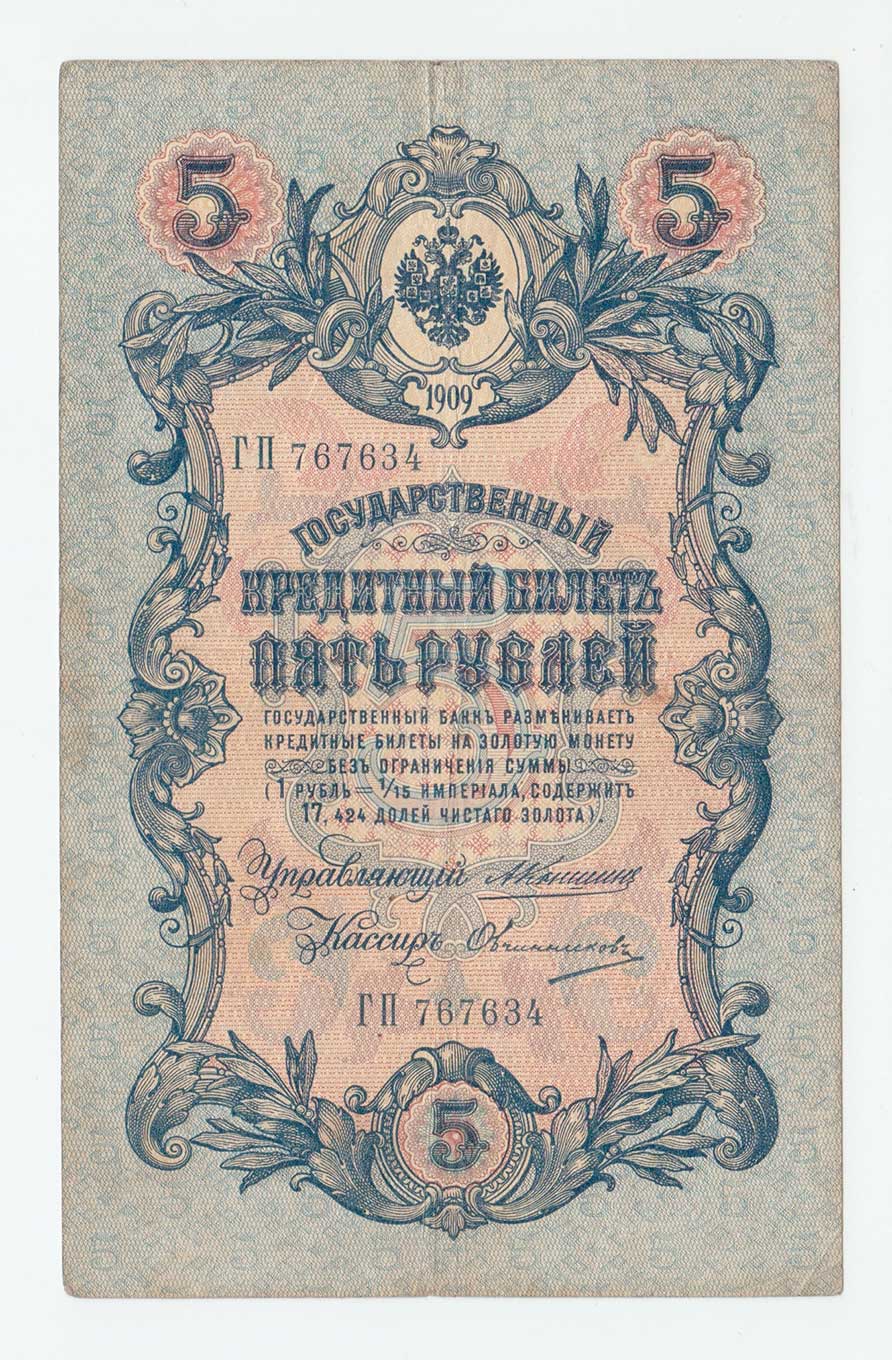 5 5
1909
ГП 767634
ГОСУДАРСТВЕННЫЙ
КРЕДИТНЫЙ БИЛЕТЪ
ПЯТЬ РУБЛЕЙ
ГОСУДАРСТВЕННЫЙ БАНКЪ РАЗМѢНИВАЕТЪ
КРЕДИТНЫЕ БИЛЕТЫ НА ЗОЛОТУЮ МОНЕТУ
БЕЗЪ ОГРАНИЧЕНІЯ СУММЫ
(1 РУБЛЬ = 1/15 ИМПЕРІАЛА, СОДЕРЖИТЪ
17,424 ДОЛЕЙ ЧИСТАГО ЗОЛОТА).
Управляющій АКоншинъ
Кассиръ Овчинниковъ
ГП 767634
5